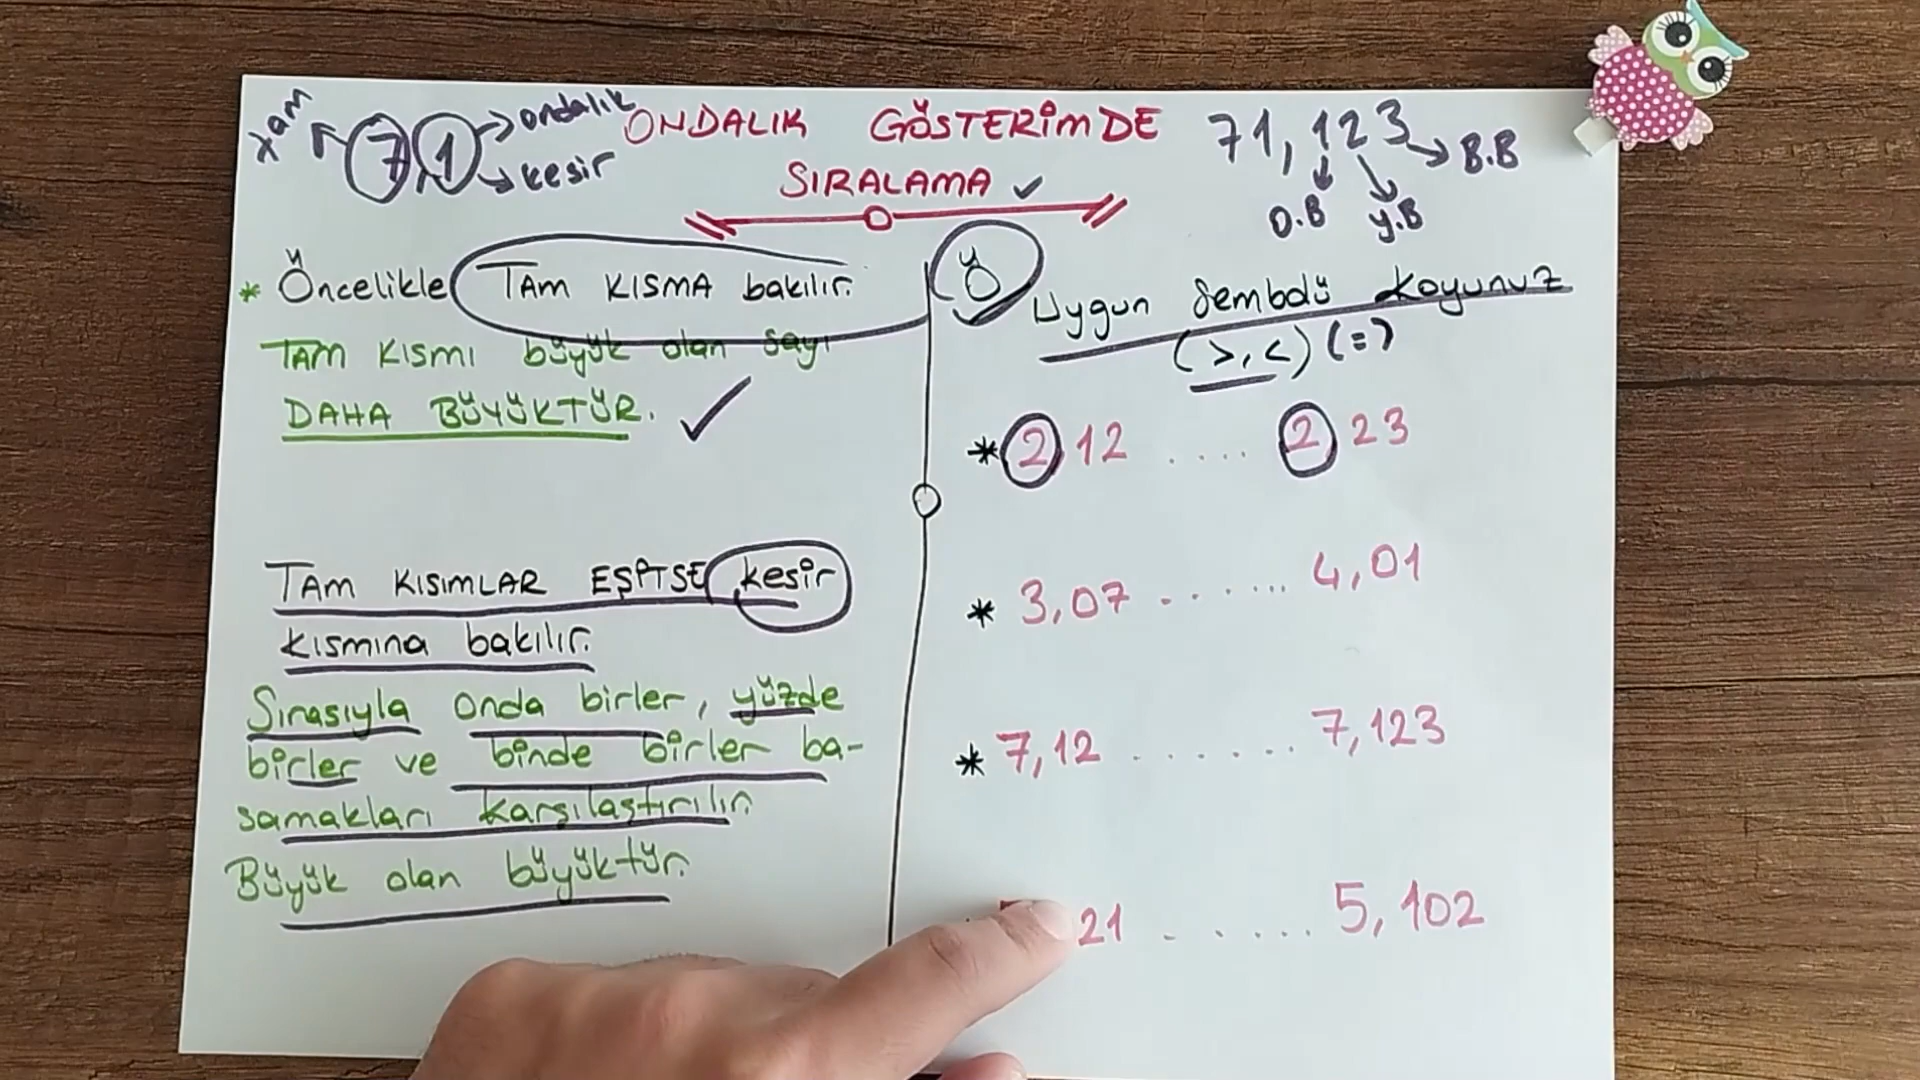 tam 7,1 ondalık
kesir
ONDALIK GÖSTERİMDE
SIRALAMA ✓
71,123 B.B
O.B y.B
* Öncelikle TAM KISMA bakılır.
TAM KISMI büyük olan sayı
DAHA BÜYÜKTÜR. ✓
TAM KISIMLAR EŞİTSE kesir
kısmına bakılır.
Sırasıyla onda birler, yüzde
birler ve binde birler ba-
samakları karşılaştırılır.
Büyük olan büyüktür.
Ö Uygun Sembolü Koyunuz
(>,<) (=)
* 2 12 .... 2 23
* 3,07 ....... 4,01
* 7,12 ....... 7,123
21 ...... 5,102